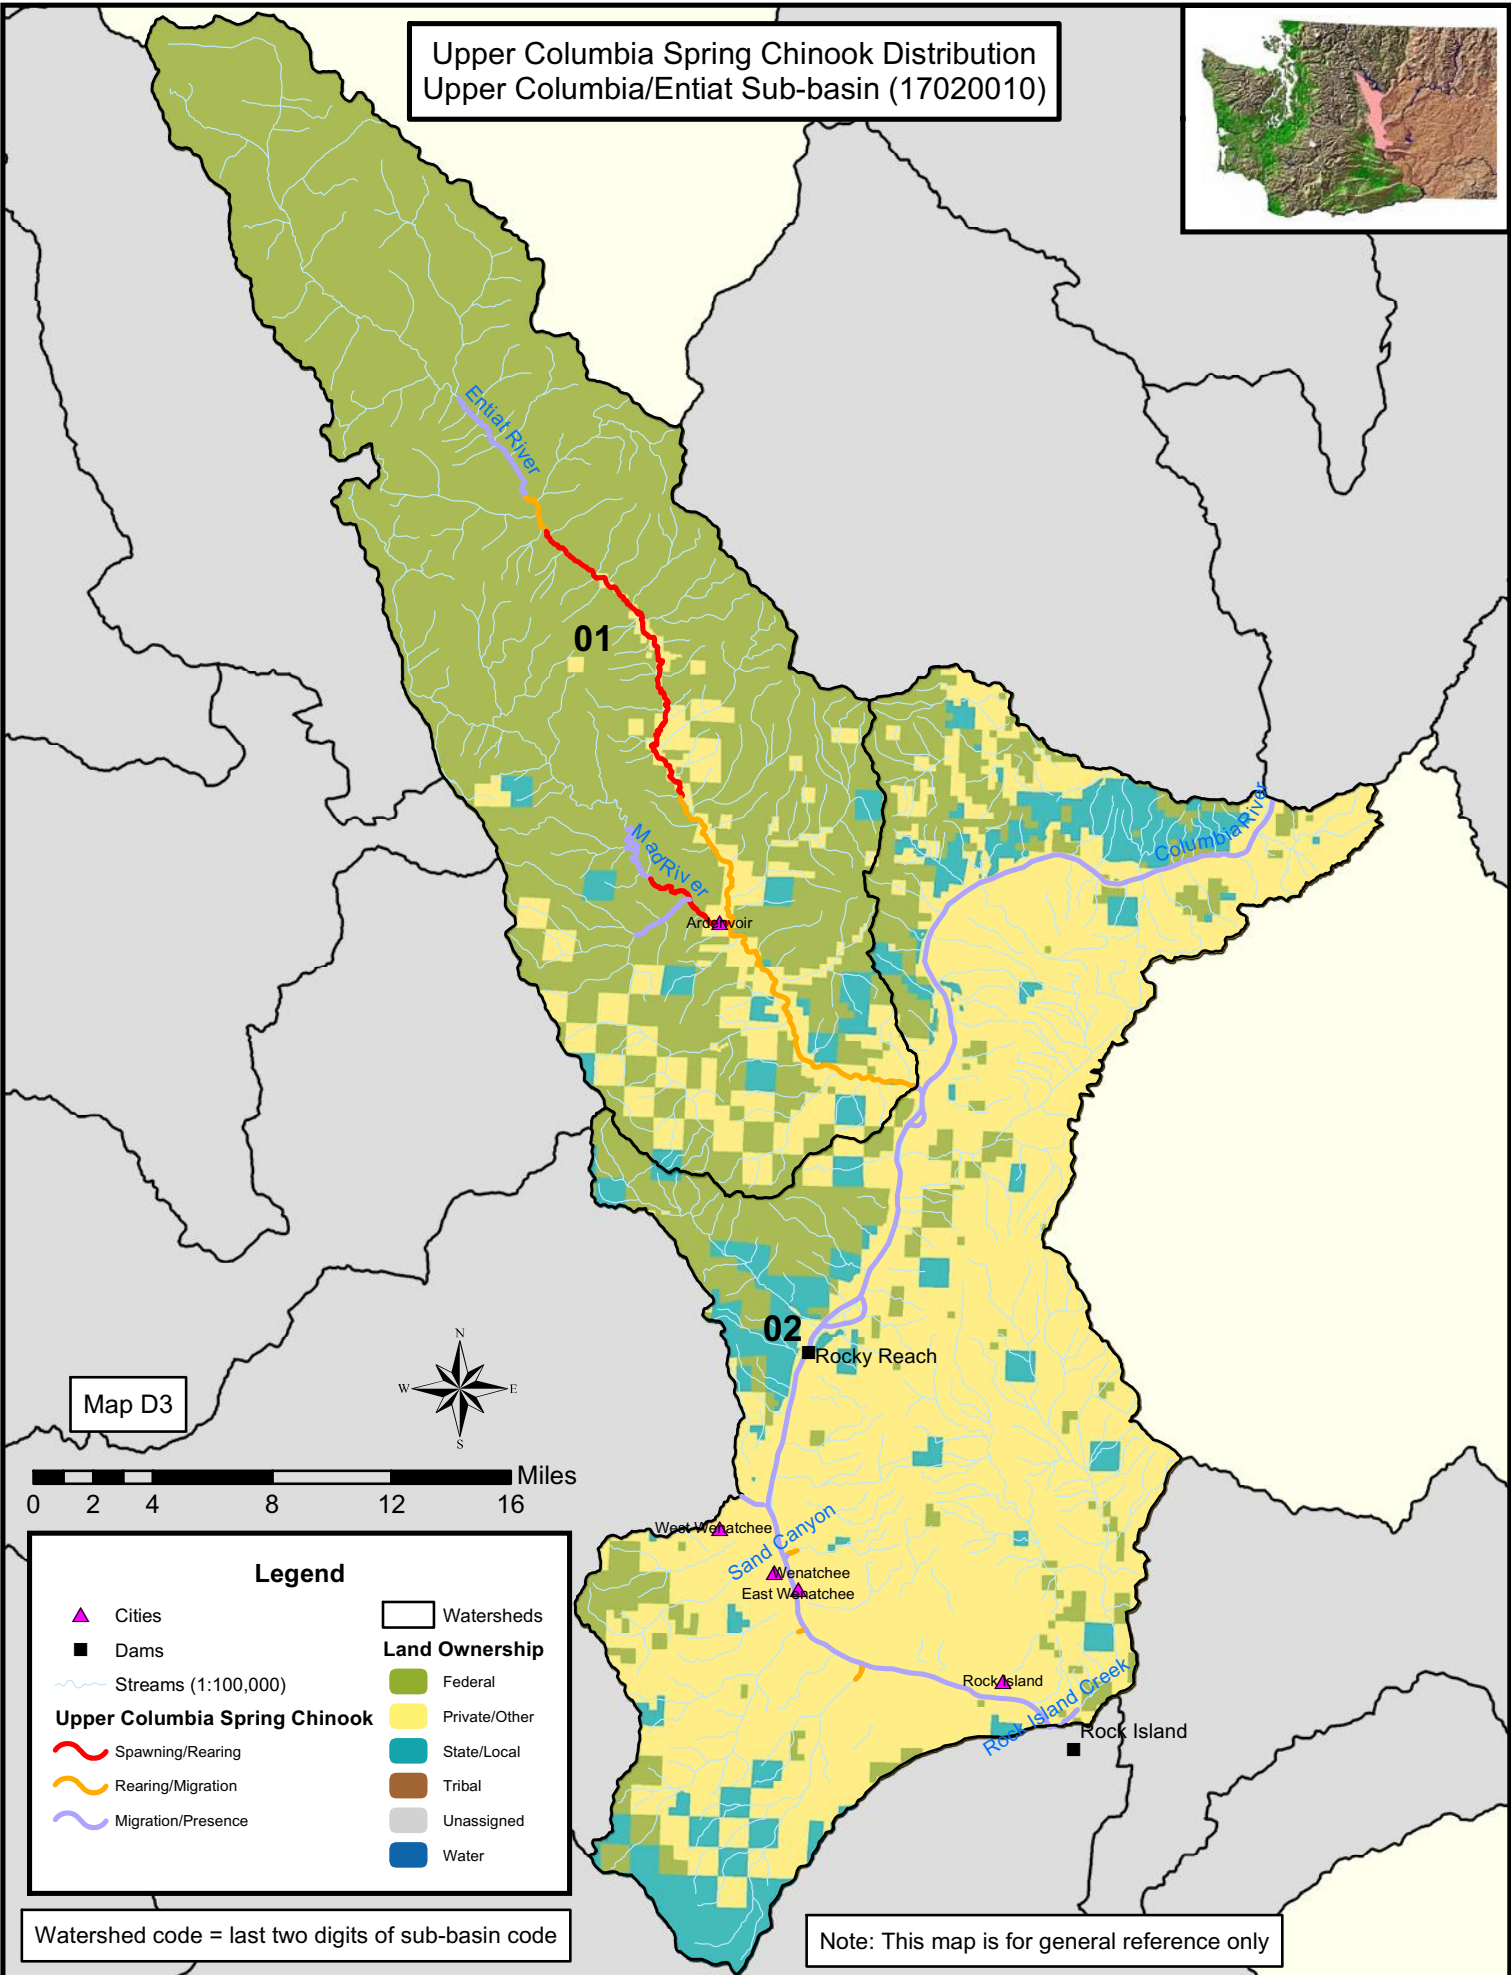 Upper Columbia Spring Chinook Distribution
Upper Columbia/Entiat Sub-basin (17020010)
Entiat River
01
Columbia River
Mad River
Ardenvoir
02
Rocky Reach
N
W E
S
Map D3
Miles
0 2 4 8 12 16
West Wenatchee
Sand Canyon
Wenatchee
East Wenatchee
Rock Island
Rock Island Creek
Rock Island
Legend
Cities
Dams
Streams (1:100,000)
Upper Columbia Spring Chinook
Spawning/Rearing
Rearing/Migration
Migration/Presence
Watersheds
Land Ownership
Federal
Private/Other
State/Local
Tribal
Unassigned
Water
Watershed code = last two digits of sub-basin code
Note: This map is for general reference only